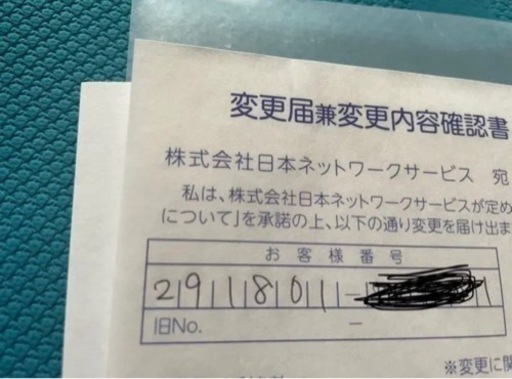 変更届兼変更内容確認書
株式会社日本ネットワークサービス 宛
私は、株式会社日本ネットワークサービスが定め
について」を承諾の上、以下の通り変更を届け出ま
お客様番号
2911801-
旧No. -
※変更に関